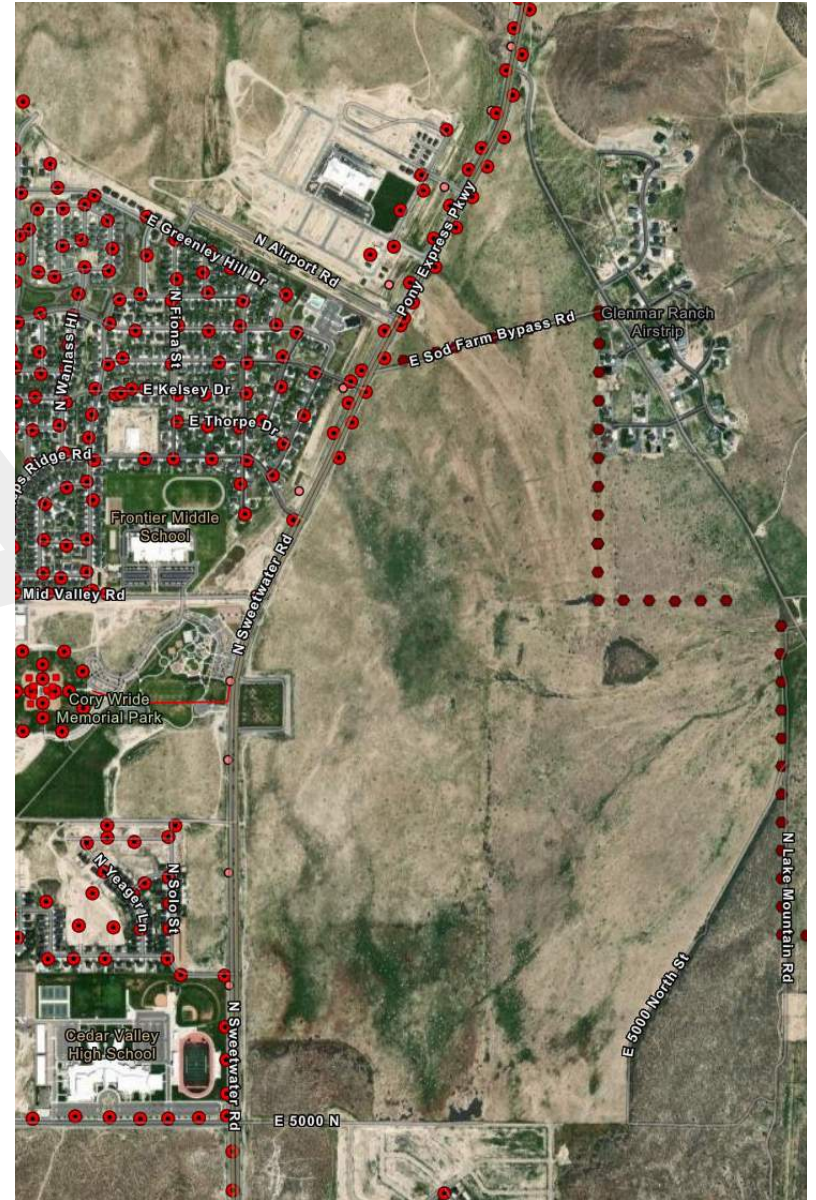 E Greenley Hill Dr
N Airport Rd
Pony Express Pkwy
Glenmar Ranch
Airstrip
E Sod Farm Bypass Rd
N Fiona St
N Wanlass Hl
E Kelsey Dr
E Thorpe Dr
Ridge Rd
Frontier Middle
School
Mid Valley Rd
N Sweetwater Rd
Cory Wride
Memorial Park
N Yeager Ln
N Solo St
N Lake Mountain Rd
E 5000 North St
Cedar Valley
High School
N Sweetwater Rd
E 5000 N